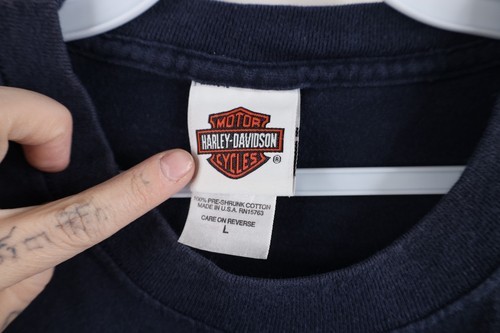 MOTOR
HARLEY-DAVIDSON
CYCLES
®
100% PRE-SHRUNK COTTON
MADE IN U.S.A. RN15763
CARE ON REVERSE
L